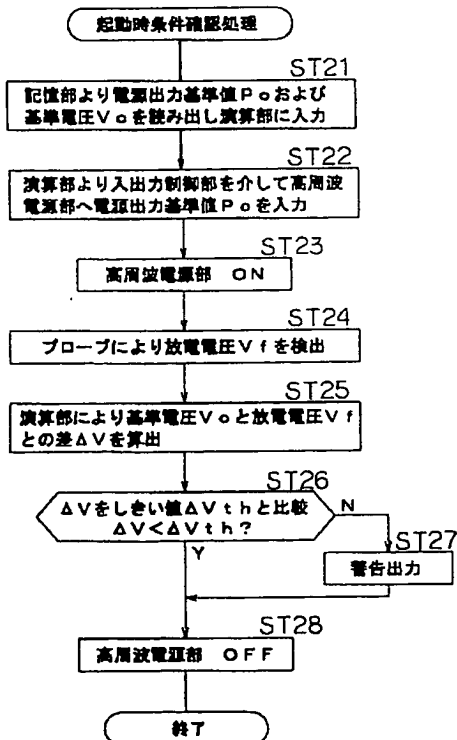 起動時条件確認処理
ST21
記憶部より電源出力基準値Poおよび
基準電圧Voを読み出し演算部に入力
ST22
演算部より入出力制御部を介して高周波
電源部へ電源出力基準値Poを入力
ST23
高周波電源部 ON
ST24
プローブにより放電電圧Vfを検出
ST25
演算部により基準電圧Voと放電電圧Vf
との差ΔVを算出
ST26
ΔVをしきい値ΔVthと比較
ΔV<ΔVth?
N
ST27
Y
警告出力
ST28
高周波電源部 OFF
終了